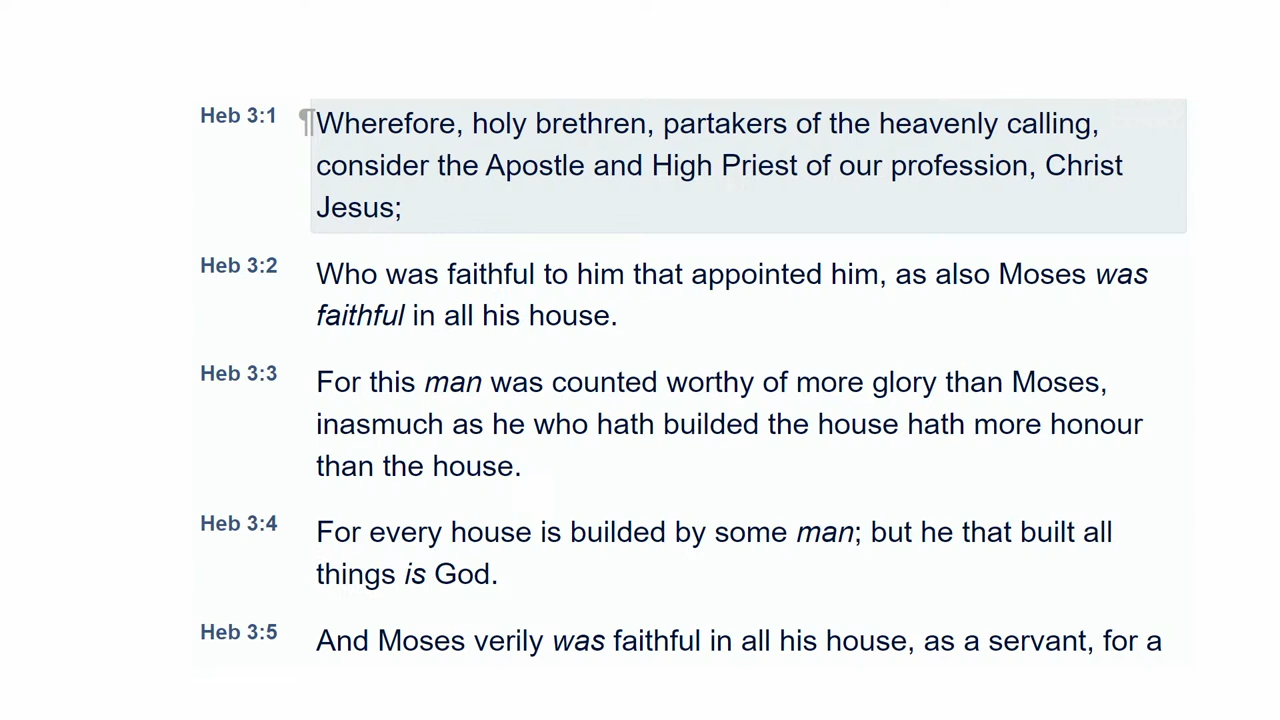 Heb 3:1 ¶Wherefore, holy brethren, partakers of the heavenly calling,
consider the Apostle and High Priest of our profession, Christ
Jesus;
Heb 3:2 Who was faithful to him that appointed him, as also Moses was
faithful in all his house.
Heb 3:3 For this man was counted worthy of more glory than Moses,
inasmuch as he who hath builded the house hath more honour
than the house.
Heb 3:4 For every house is builded by some man; but he that built all
things is God.
Heb 3:5 And Moses verily was faithful in all his house, as a servant, for a